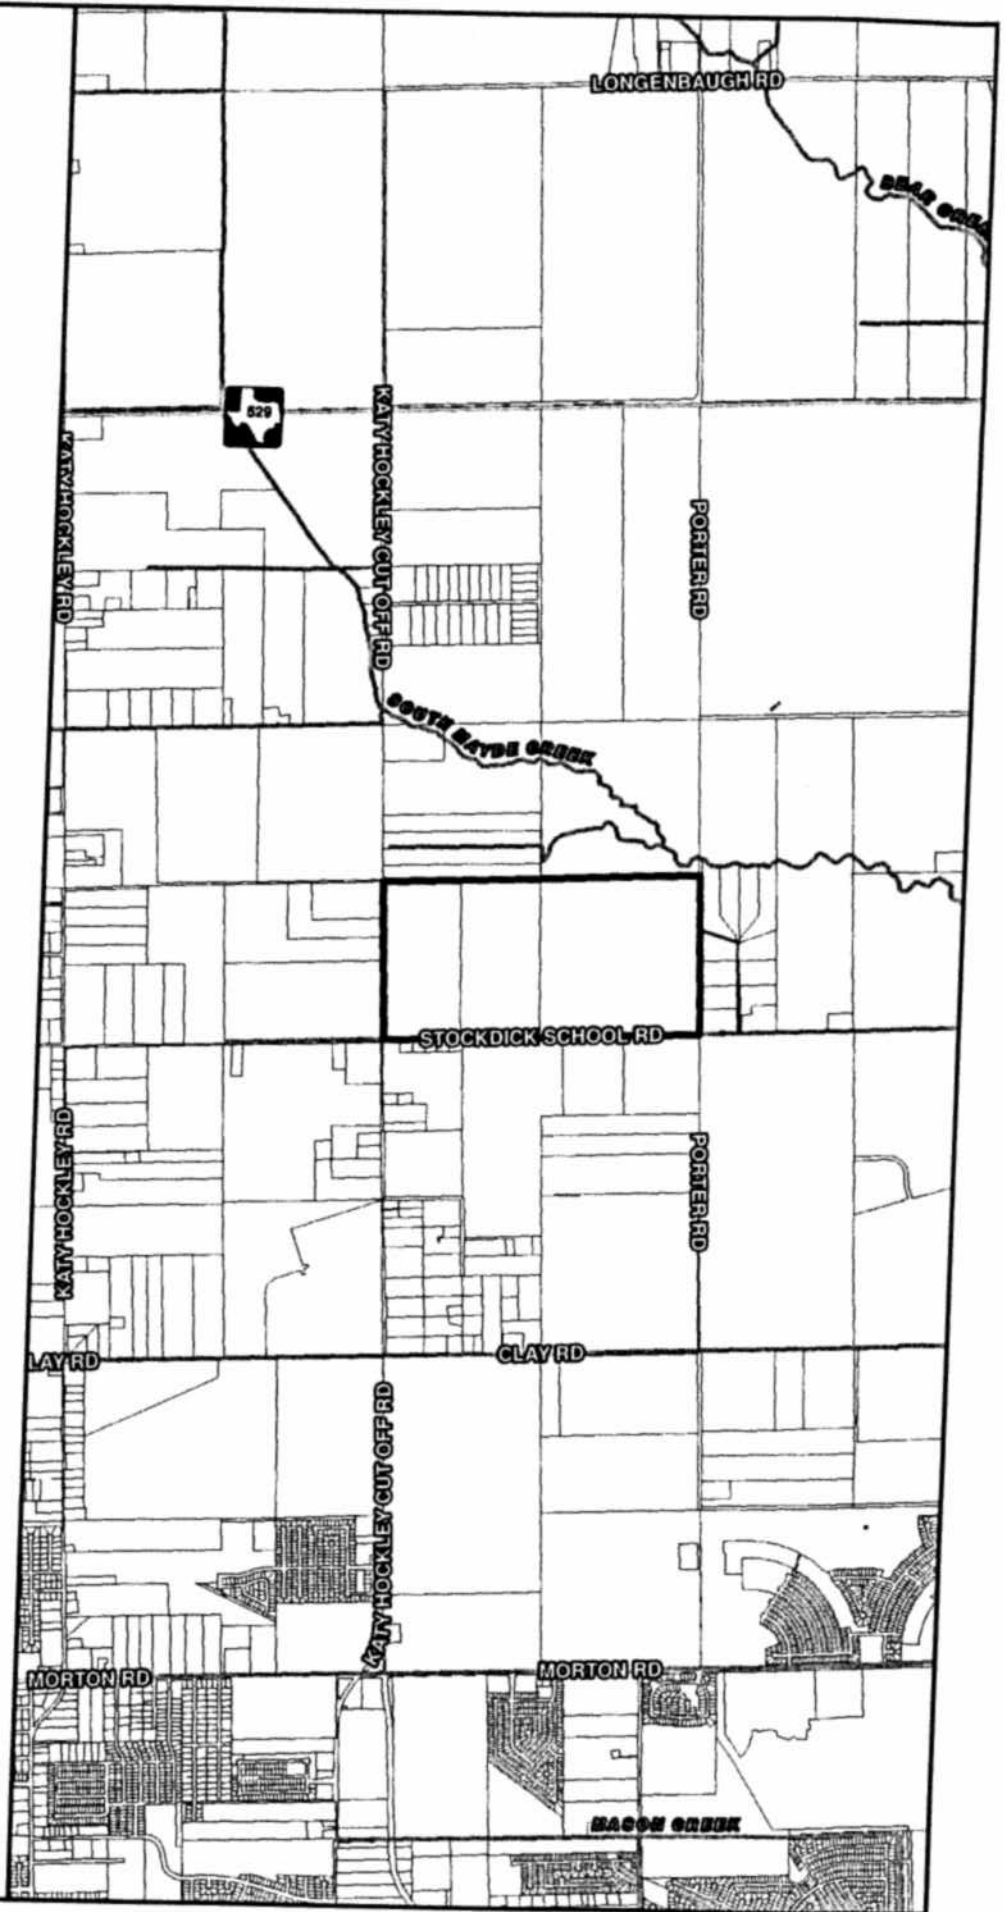 LONGENBAUGH RD
BEAR CREE
529
KATY HOCKLEY RD
KATY HOCKLEY CUT OFF RD
PORTER RD
SOUTH MAYDE CREEK
STOCKDICK SCHOOL RD
KATY HOCKLEY RD
PORTER RD
LAY RD
CLAY RD
KATY HOCKLEY CUT OFF RD
MORTON RD
MORTON RD
MASON CREEK